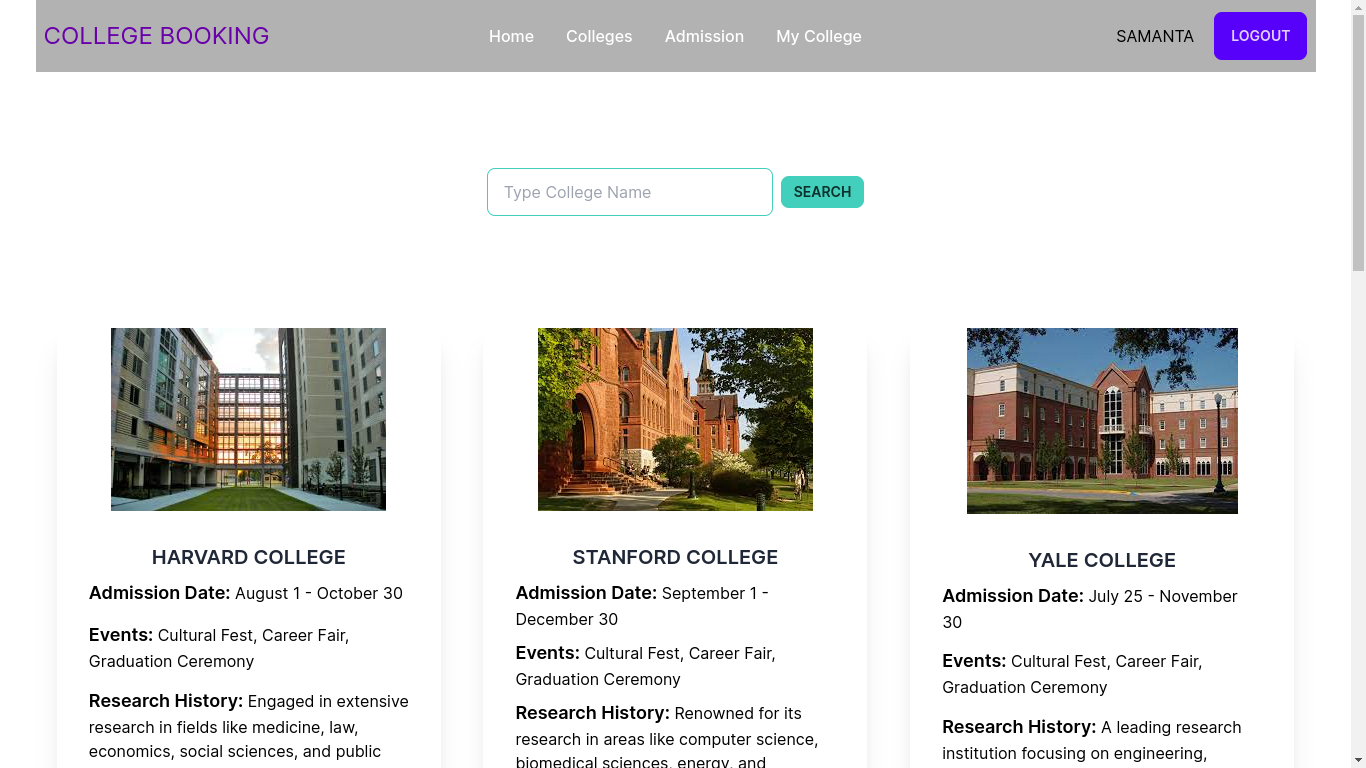 COLLEGE BOOKING
Home
Colleges
Admission
My College
SAMANTA
LOGOUT
Type College Name
SEARCH
HARVARD COLLEGE
Admission Date: August 1 - October 30
Events: Cultural Fest, Career Fair,
Graduation Ceremony
Research History: Engaged in extensive
research in fields like medicine, law,
economics, social sciences, and public
STANFORD COLLEGE
Admission Date: September 1 -
December 30
Events: Cultural Fest, Career Fair,
Graduation Ceremony
Research History: Renowned for its
research in areas like computer science,
biomedical sciences, energy, and
YALE COLLEGE
Admission Date: July 25 - November
30
Events: Cultural Fest, Career Fair,
Graduation Ceremony
Research History: A leading research
institution focusing on engineering,